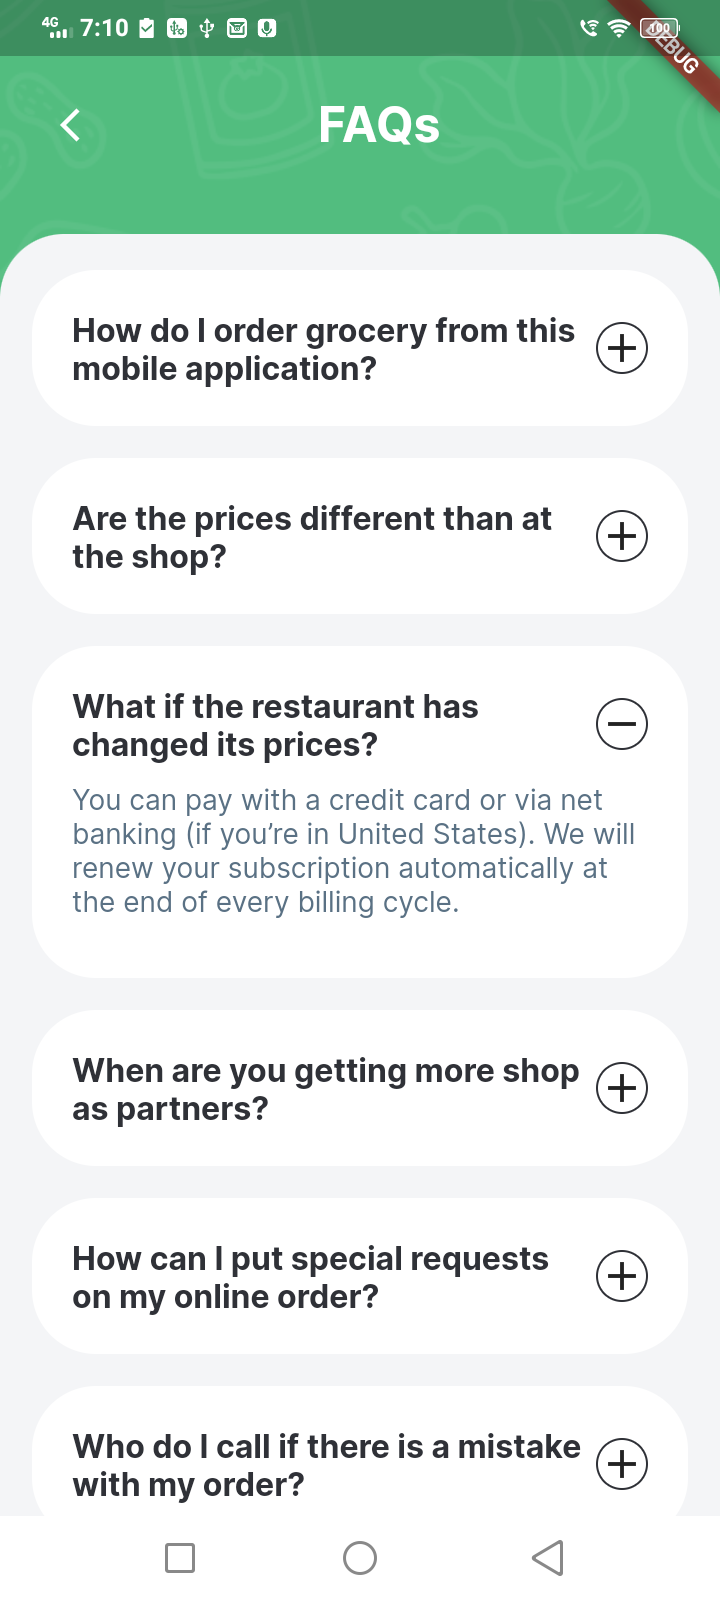 4G 7:10 100
DEBUG
FAQs
How do I order grocery from this
mobile application?
Are the prices different than at
the shop?
What if the restaurant has
changed its prices?
You can pay with a credit card or via net
banking (if you’re in United States). We will
renew your subscription automatically at
the end of every billing cycle.
When are you getting more shop
as partners?
How can I put special requests
on my online order?
Who do I call if there is a mistake
with my order?